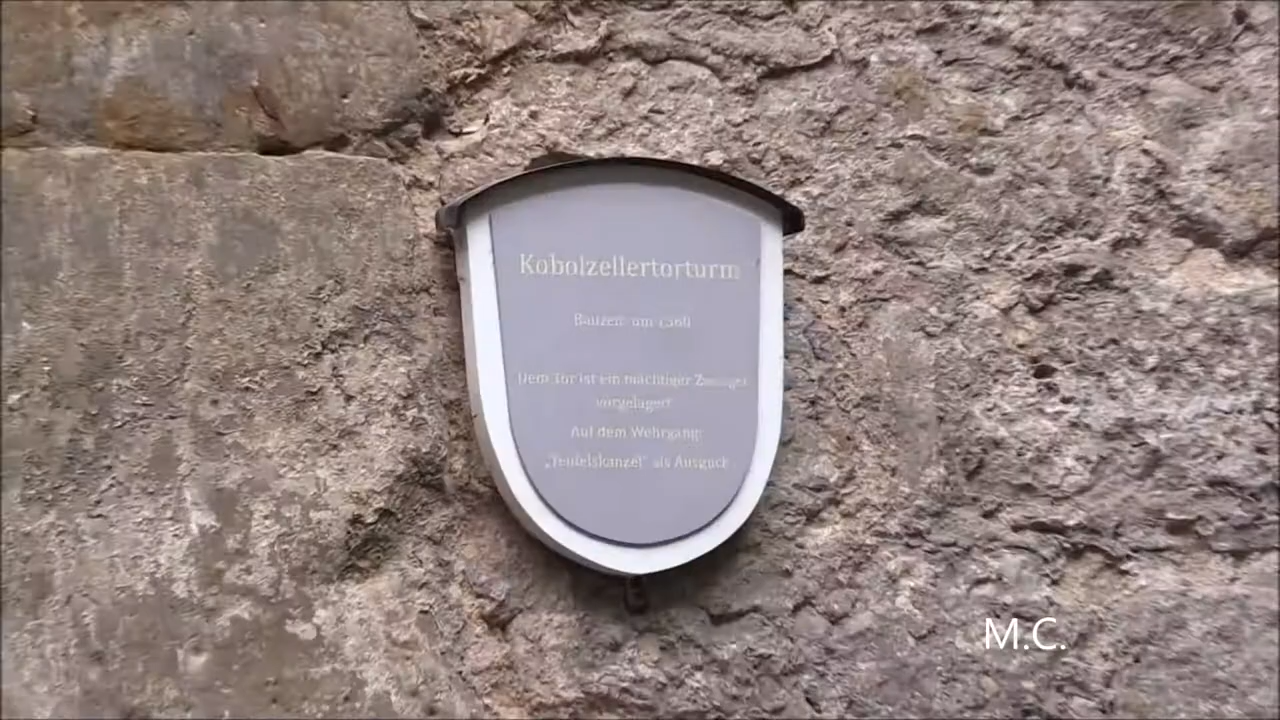 Kobolzellertorturm
Bauzeit um 1360
Dem Tor ist ein mächtiger Zwinger
vorgelagert
Auf dem Wehrgang:
„Teufelskanzel" als Ausguck
M.C.